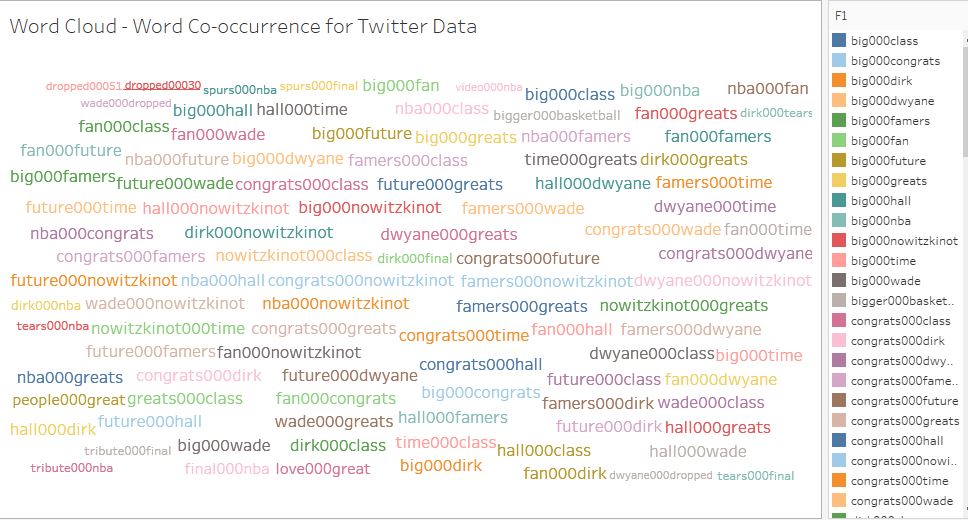 Word Cloud - Word Co-occurrence for Twitter Data
dropped00051 dropped00030 spurs000nba spurs000final big000fan video000nba big000class big000nba nba000fan
wade000dropped big000hall hall000time nba000class bigger000basketball fan000greats dirk000tears
fan000class fan000wade big000future big000greats nba000famers fan000famers
fan000future nba000future big000dwyane famers000class time000greats dirk000greats
big000famers future000wade congrats000class future000greats hall000dwyane famers000time
future000time hall000nowitzkinot big000nowitzkinot famers000wade dwyane000time
nba000congrats dirk000nowitzkinot dwyane000greats congrats000wade fan000time
congrats000famers nowitzkinot000class dirk000final congrats000future congrats000dwyane
future000nowitzkinot nba000hall congrats000nowitzkinot famers000nowitzkinot dwyane000nowitzkinot
dirk000nba wade000nowitzkinot nba000nowitzkinot famers000greats nowitzkinot000greats
tears000nba nowitzkinot000time congrats000greats congrats000time fan000hall famers000dwyane
future000famers fan000nowitzkinot congrats000hall dwyane000class big000time
nba000greats congrats000dirk future000dwyane future000class fan000dwyane
people000great greats000class fan000congrats big000congrats famers000dirk wade000class
hall000dirk future000hall wade000greats hall000famers future000dirk hall000greats
tribute000final big000wade dirk000class time000class hall000class hall000wade
tribute000nba final000nba love000great big000dirk fan000dirk dwyane000dropped tears000final
F1
big000class
big000congrats
big000dirk
big000dwyane
big000famers
big000fan
big000future
big000greats
big000hall
big000nba
big000nowitzkinot
big000time
big000wade
bigger000basket..
congrats000class
congrats000dirk
congrats000dwy..
congrats000fame..
congrats000future
congrats000greats
congrats000hall
congrats000nowi..
congrats000time
congrats000wade